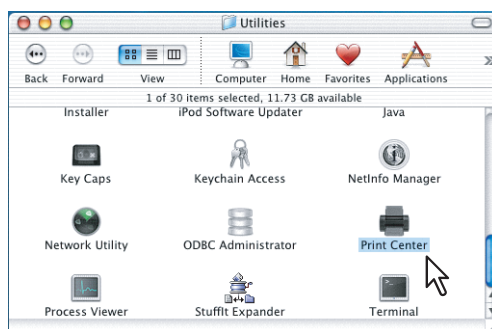 Utilities
Back Forward View Computer Home Favorites Applications
1 of 30 items selected, 11.73 GB available
Installer iPod Software Updater Java
Key Caps Keychain Access NetInfo Manager
Network Utility ODBC Administrator Print Center
Process Viewer StuffIt Expander Terminal